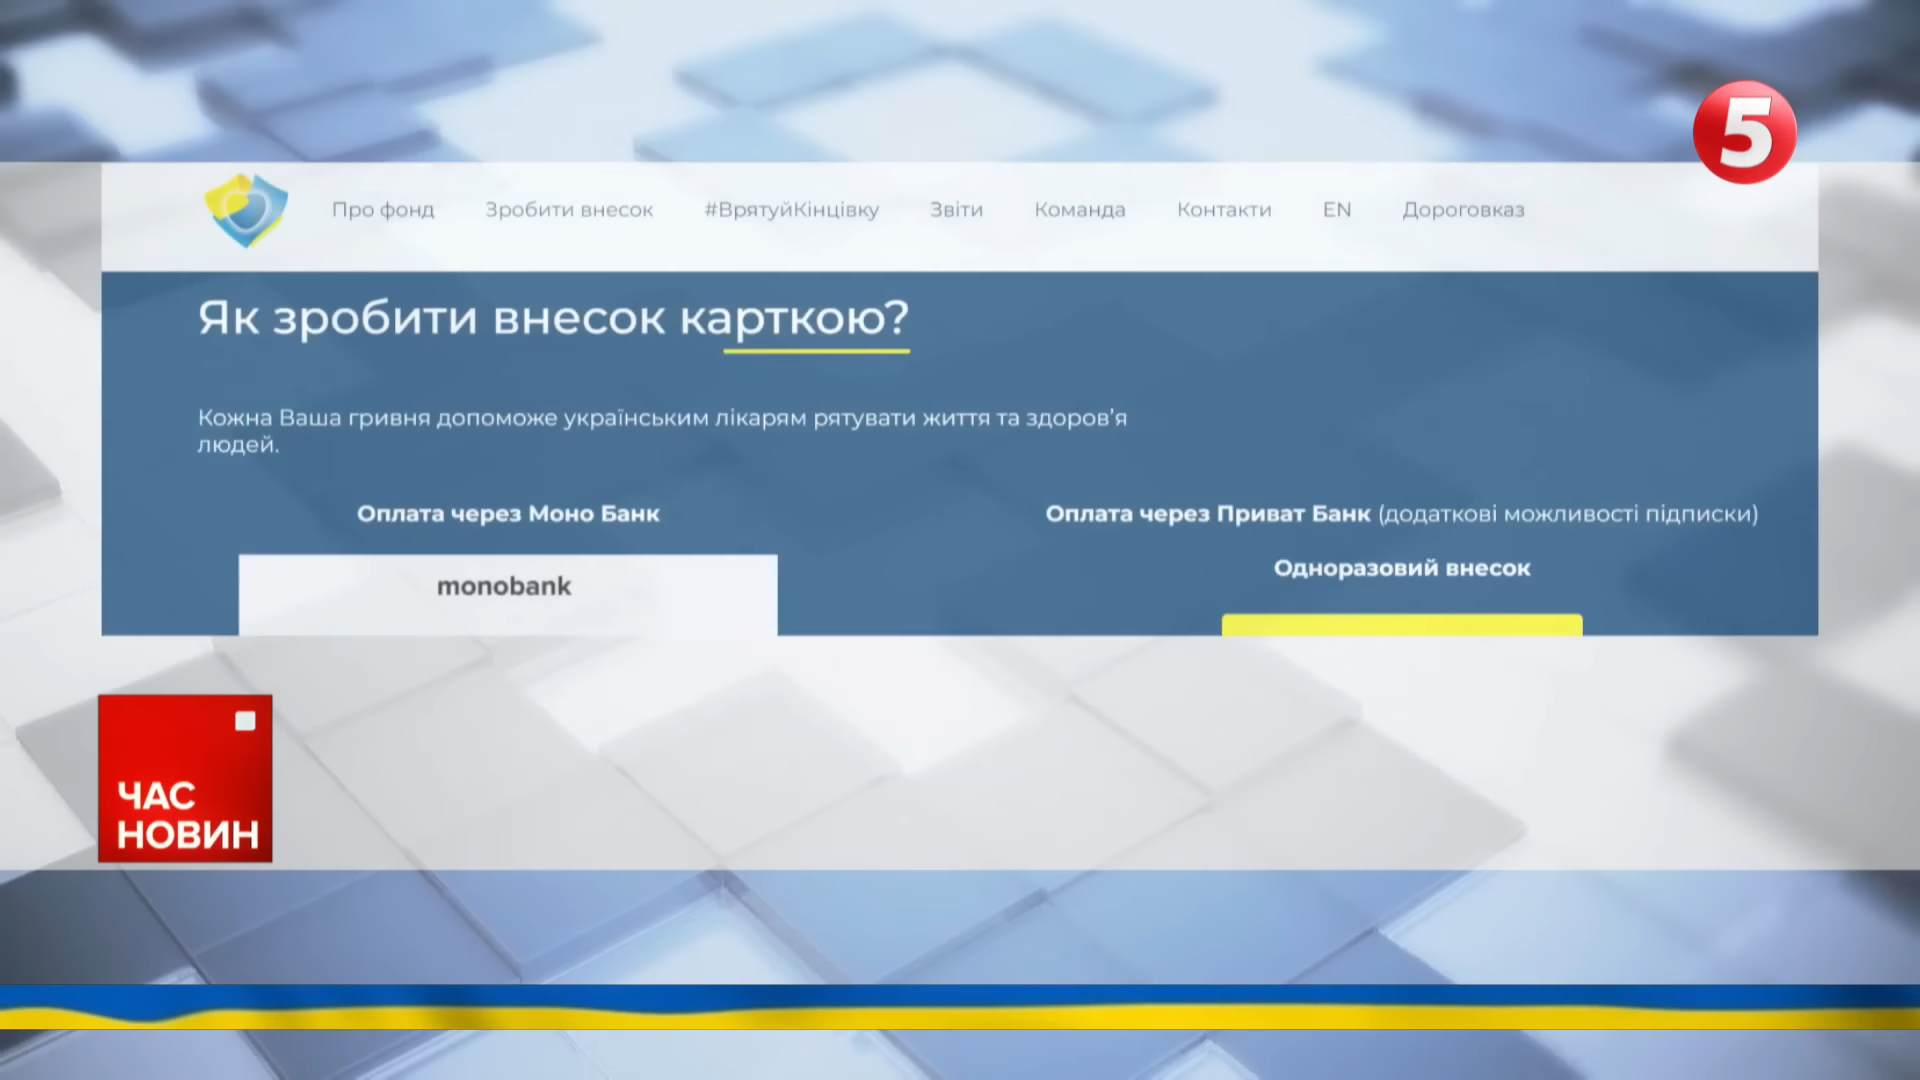 5
Про фонд Зробити внесок #ВрятуйКінцівку Звіти Команда Контакти EN Дороговказ
Як зробити внесок карткою?
Кожна Ваша гривня допоможе українським лікарям рятувати життя та здоров’я
людей.
Оплата через Моно Банк
monobank
Оплата через Приват Банк (додаткові можливості підписки)
Одноразовий внесок
ЧАС
НОВИН